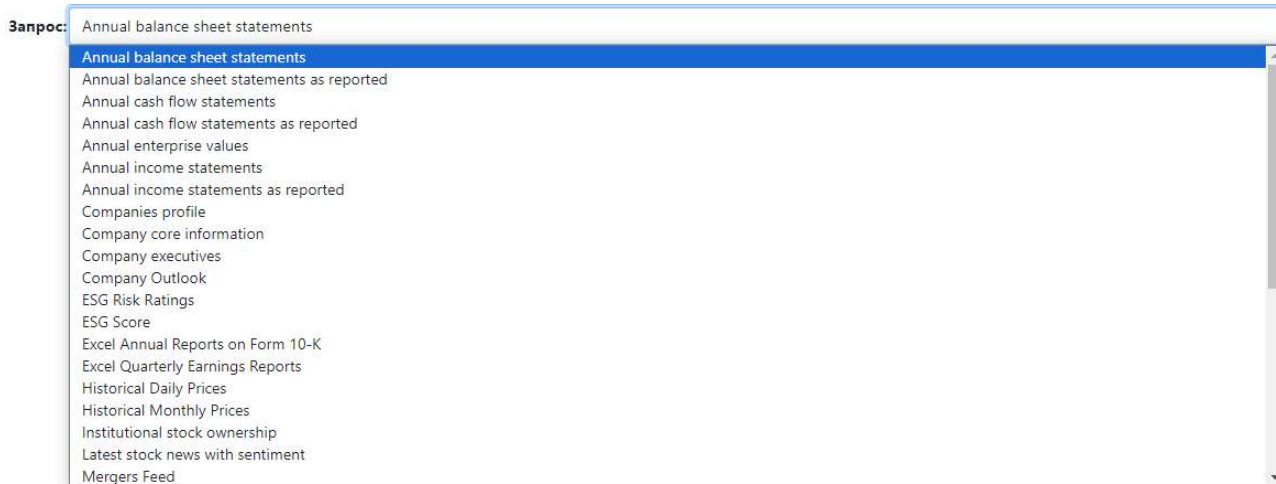 Запрос: Annual balance sheet statements
Annual balance sheet statements
Annual balance sheet statements as reported
Annual cash flow statements
Annual cash flow statements as reported
Annual enterprise values
Annual income statements
Annual income statements as reported
Companies profile
Company core information
Company executives
Company Outlook
ESG Risk Ratings
ESG Score
Excel Annual Reports on Form 10-K
Excel Quarterly Earnings Reports
Historical Daily Prices
Historical Monthly Prices
Institutional stock ownership
Latest stock news with sentiment
Mergers Feed